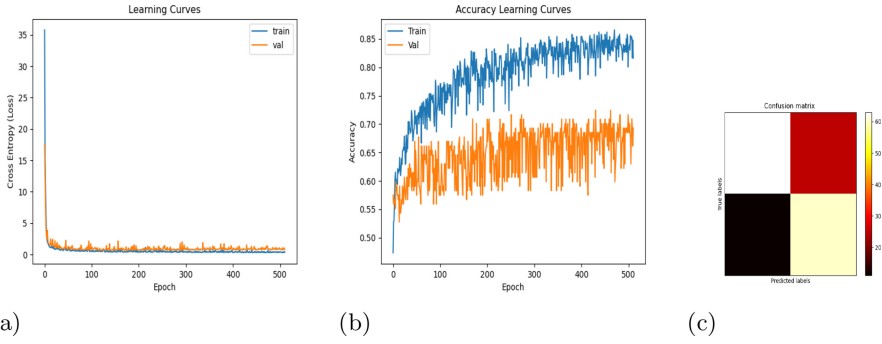 Learning Curves
Cross Entropy (Loss)
35
30
25
20
15
10
5
0
train
val
0
100
200
300
400
500
Epoch
a)
Accuracy Learning Curves
Accuracy
0.85
0.80
0.75
0.70
0.65
0.60
0.55
0.50
Train
Val
0
100
200
300
400
500
Epoch
(b)
Confusion matrix
True labels
Predicted labels
60
50
40
30
20
(c)